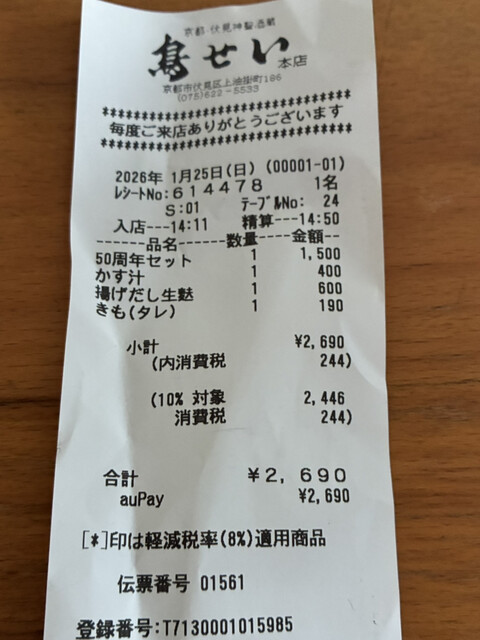 京都・伏見神聖酒蔵
鳥せい 本店
京都市伏見区上油掛町186
(075)622-5533
毎度ご来店ありがとうございます
2026年 1月25日(日) (00001-01)
レシートNo:614478 1名
S:01 テーブルNo: 24
入店---14:11 精算---14:50
------品名-------数量---金額--
50周年セット 1 1,500
かす汁 1 400
揚げだし生麩 1 600
きも(タレ) 1 190
小計 ¥2,690
(内消費税 244)
(10% 対象 2,446
消費税 244)
合計 ¥2,690
auPay ¥2,690
[*]印は軽減税率(8%)適用商品
伝票番号 01561
登録番号:T7130001015985